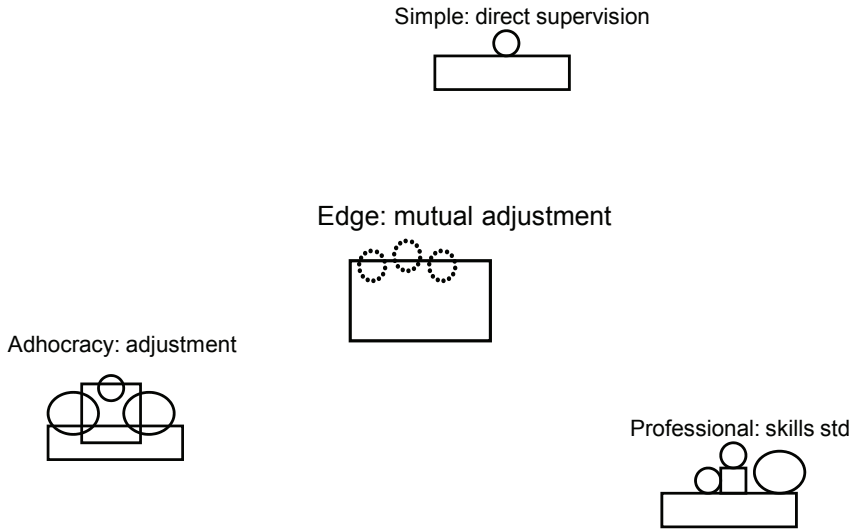 Simple: direct supervision
Edge: mutual adjustment
Adhocracy: adjustment
Professional: skills std